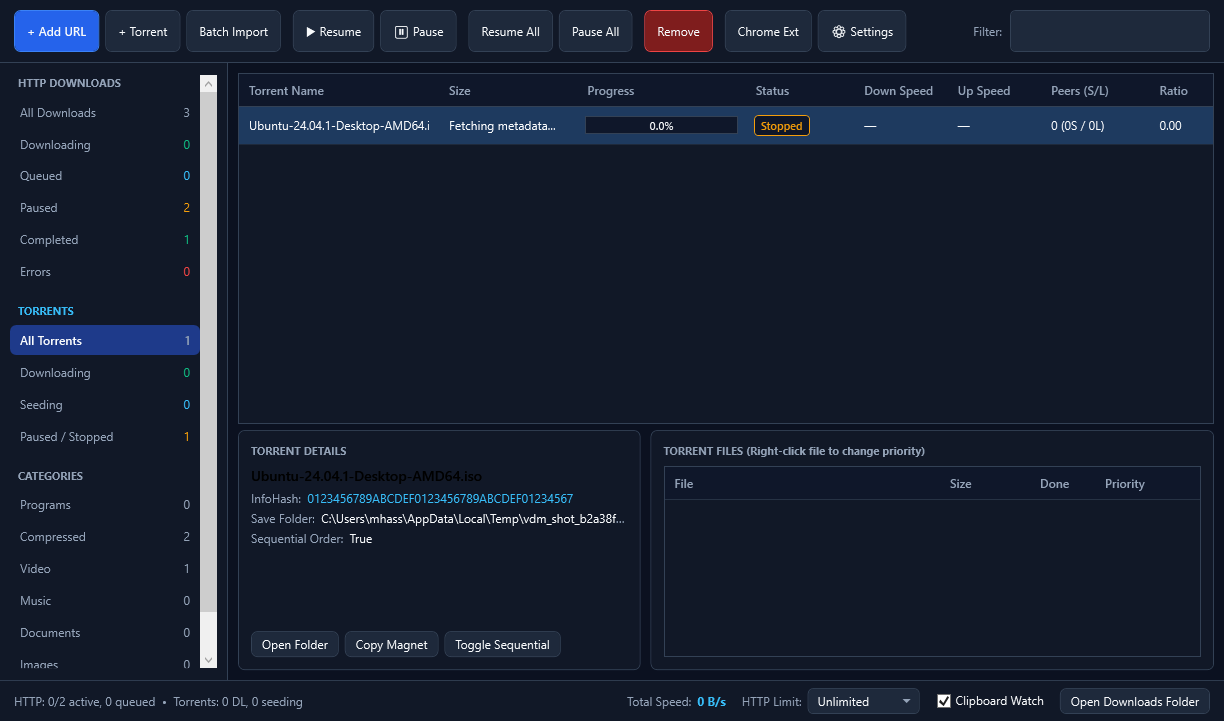 + Add URL + Torrent Batch Import Resume Pause Resume All Pause All Remove Chrome Ext Settings Filter:
HTTP DOWNLOADS
All Downloads 3
Downloading 0
Queued 0
Paused 2
Completed 1
Errors 0
TORRENTS
All Torrents 1
Downloading 0
Seeding 0
Paused / Stopped 1
CATEGORIES
Programs 0
Compressed 2
Video 1
Music 0
Documents 0
Images 0
Torrent Name Size Progress Status Down Speed Up Speed Peers (S/L) Ratio
Ubuntu-24.04.1-Desktop-AMD64.i Fetching metadata... 0.0% Stopped — — 0 (0S / 0L) 0.00
TORRENT DETAILS
Ubuntu-24.04.1-Desktop-AMD64.iso
InfoHash: 0123456789ABCDEF0123456789ABCDEF01234567
Save Folder: C:\Users\mhass\AppData\Local\Temp\vdm_shot_b2a38f...
Sequential Order: True
Open Folder Copy Magnet Toggle Sequential
TORRENT FILES (Right-click file to change priority)
File Size Done Priority
HTTP: 0/2 active, 0 queued • Torrents: 0 DL, 0 seeding Total Speed: 0 B/s HTTP Limit: Unlimited Clipboard Watch Open Downloads Folder